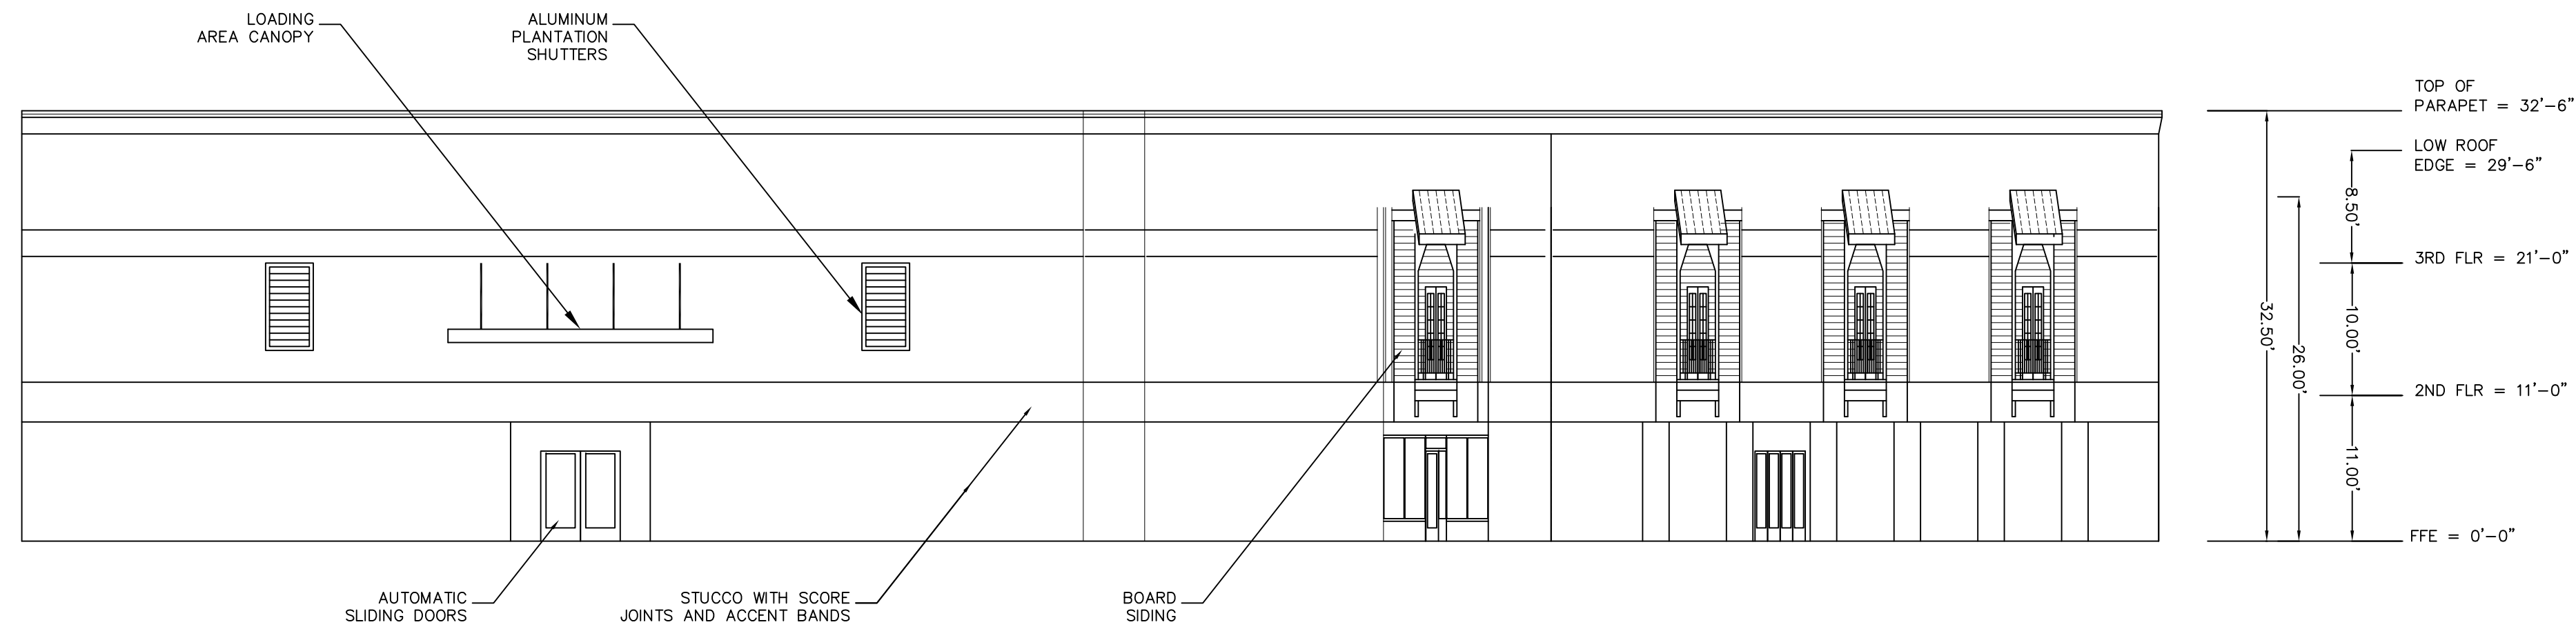 LOADING
AREA CANOPY
ALUMINUM
PLANTATION
SHUTTERS
TOP OF
PARAPET = 32'-6"
LOW ROOF
EDGE = 29'-6"
8.50'
3RD FLR = 21'-0"
32.50'
26.00'
10.00'
2ND FLR = 11'-0"
11.00'
FFE = 0'-0"
AUTOMATIC
SLIDING DOORS
STUCCO WITH SCORE
JOINTS AND ACCENT BANDS
BOARD
SIDING